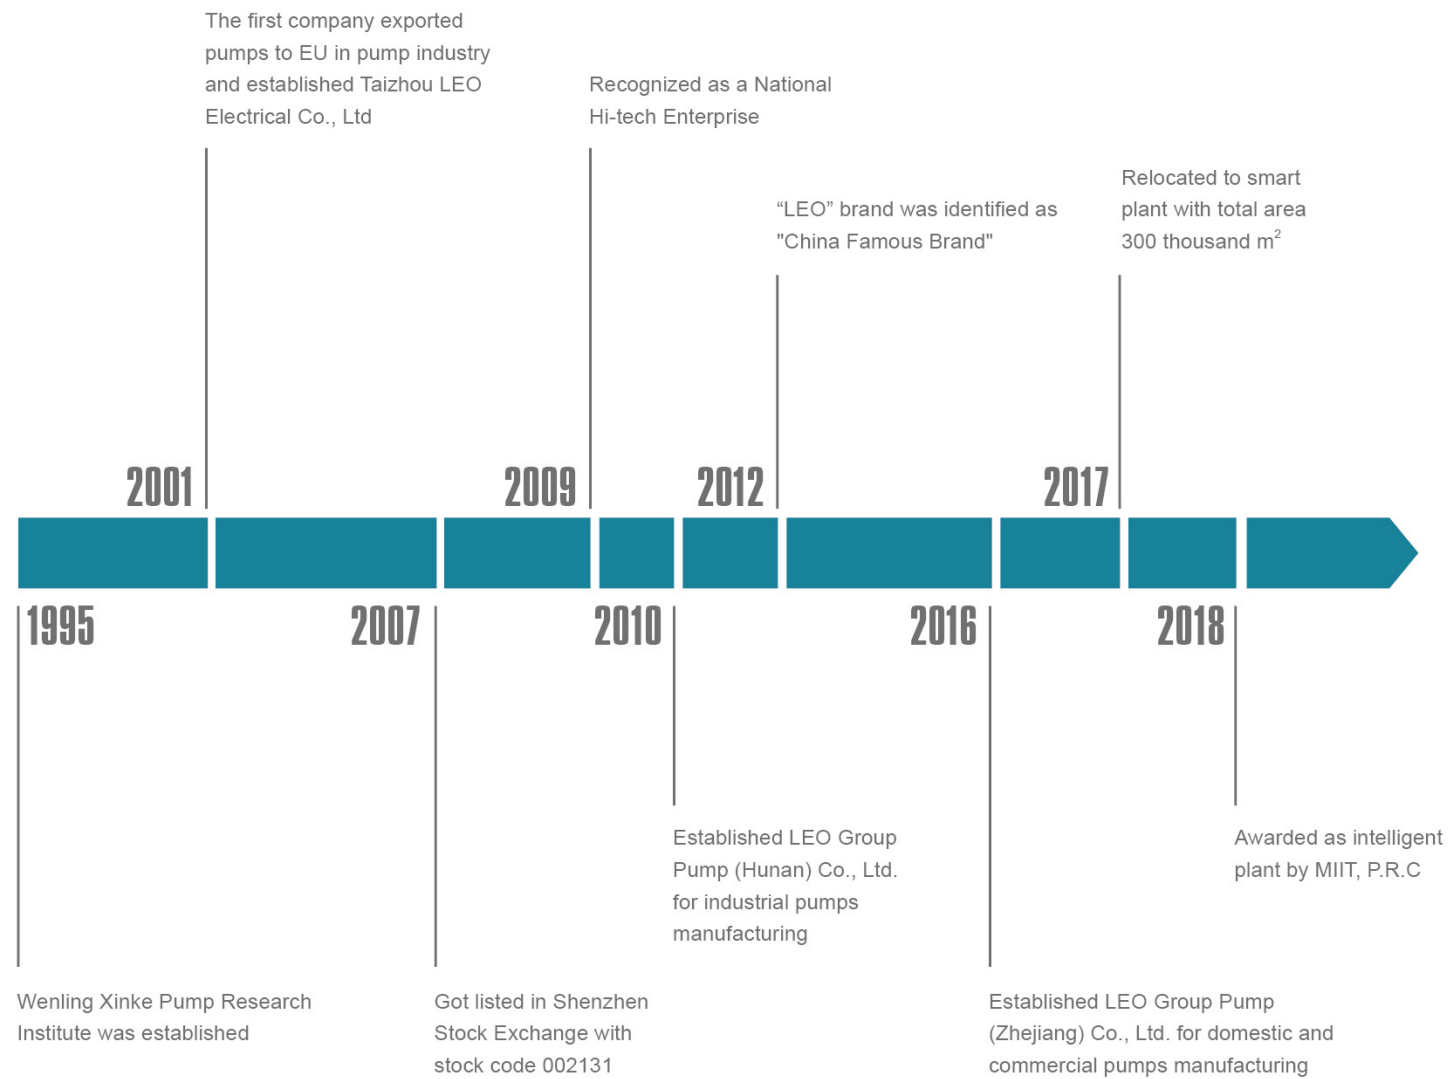 The first company exported
pumps to EU in pump industry
and established Taizhou LEO
Electrical Co., Ltd
Recognized as a National
Hi-tech Enterprise
“LEO” brand was identified as
"China Famous Brand"
Relocated to smart
plant with total area
300 thousand m²
2001
2009
2012
2017
1995
2007
2010
2016
2018
Established LEO Group
Pump (Hunan) Co., Ltd.
for industrial pumps
manufacturing
Awarded as intelligent
plant by MIIT, P.R.C
Wenling Xinke Pump Research
Institute was established
Got listed in Shenzhen
Stock Exchange with
stock code 002131
Established LEO Group Pump
(Zhejiang) Co., Ltd. for domestic and
commercial pumps manufacturing